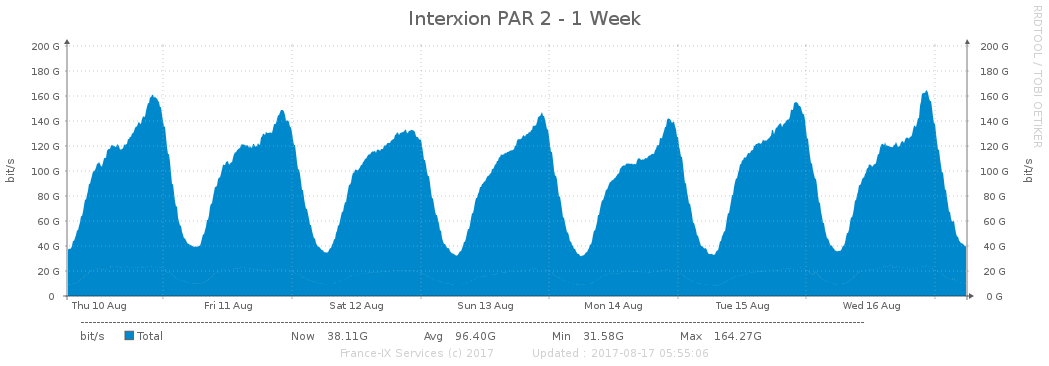 Interxion PAR 2 - 1 Week
RRDTOOL / TOBI OETIKER
bit/s
200 G 200 G
180 G 180 G
160 G 160 G
140 G 140 G
120 G 120 G
100 G 100 G
80 G 80 G
60 G 60 G
40 G 40 G
20 G 20 G
0 0 G
bit/s
Thu 10 Aug Fri 11 Aug Sat 12 Aug Sun 13 Aug Mon 14 Aug Tue 15 Aug Wed 16 Aug
bit/s Total Now 38.11G Avg 96.40G Min 31.58G Max 164.27G
France-IX Services (c) 2017 Updated : 2017-08-17 05:55:06